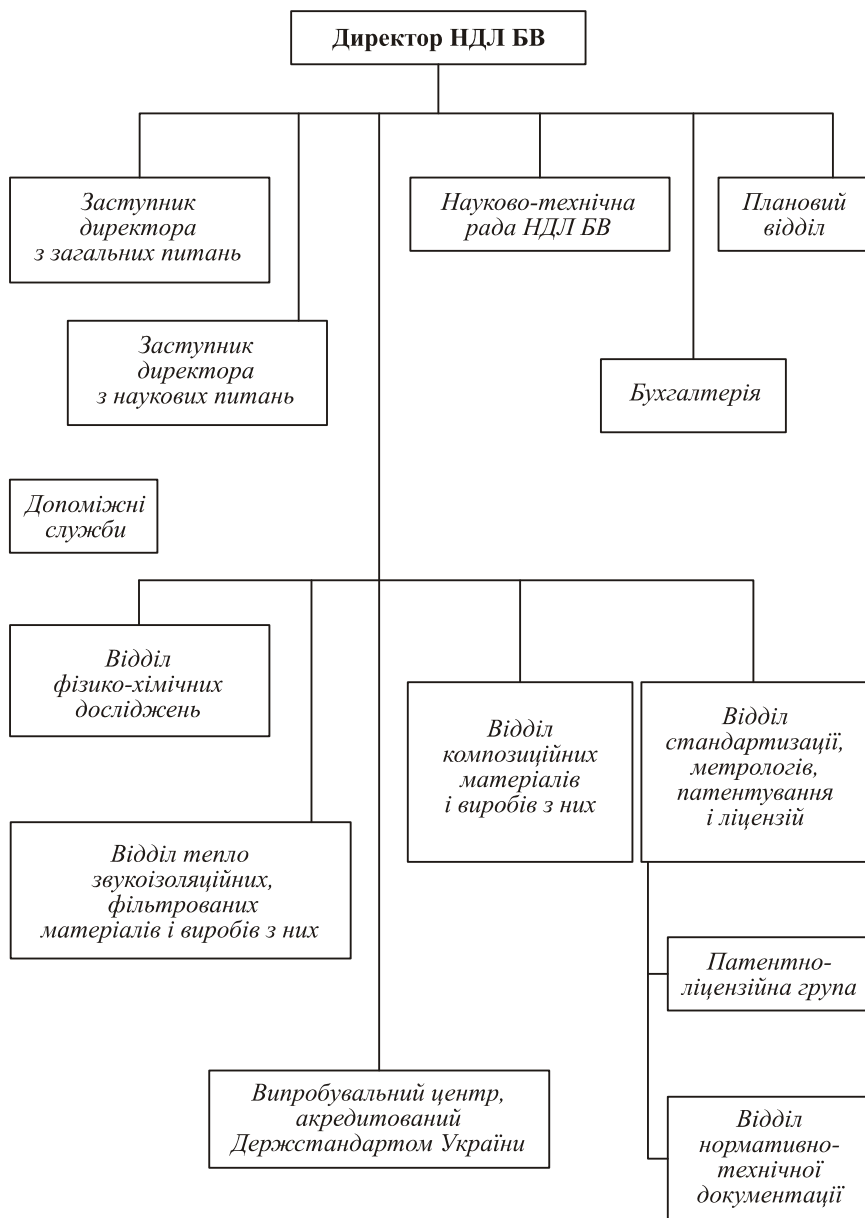 Директор НДЛ БВ
Заступник
директора
з загальних питань
Науково-технічна
рада НДЛ БВ
Плановий
відділ
Заступник
директора
з наукових питань
Бухгалтерія
Допоміжні
служби
Відділ
фізико-хімічних
досліджень
Відділ
композиційних
матеріалів
і виробів з них
Відділ
стандартизації,
метрологів,
патентування
і ліцензій
Відділ тепло
звукоізоляційних,
фільтрованих
матеріалів і виробів з них
Патентно-
ліцензійна група
Випробувальний центр,
акредитований
Держстандартом України
Відділ
нормативно-
технічної
документації